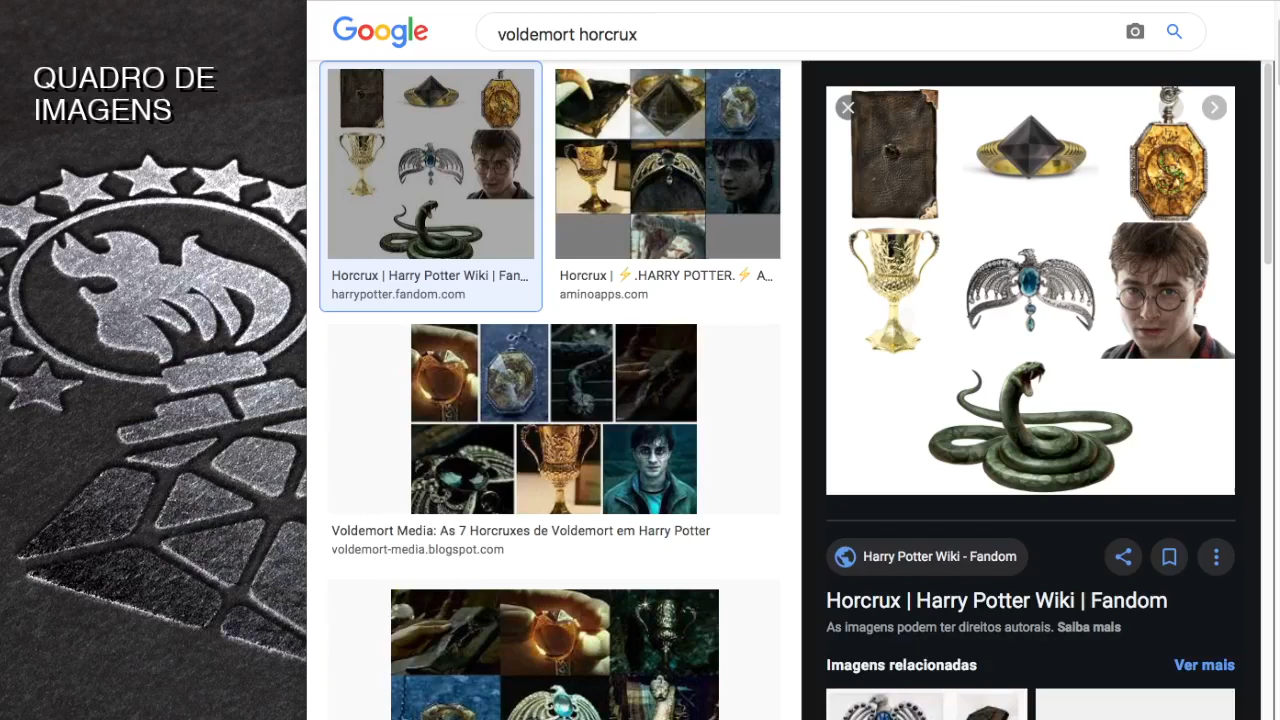 QUADRO DE
IMAGENS
Google
voldemort horcrux
Horcrux | Harry Potter Wiki | Fan...
harrypotter.fandom.com
Horcrux | ⚡.HARRY POTTER.⚡ A...
aminoapps.com
Voldemort Media: As 7 Horcruxes de Voldemort em Harry Potter
voldemort-media.blogspot.com
Harry Potter Wiki - Fandom
Horcrux | Harry Potter Wiki | Fandom
As imagens podem ter direitos autorais. Saiba mais
Imagens relacionadas
Ver mais